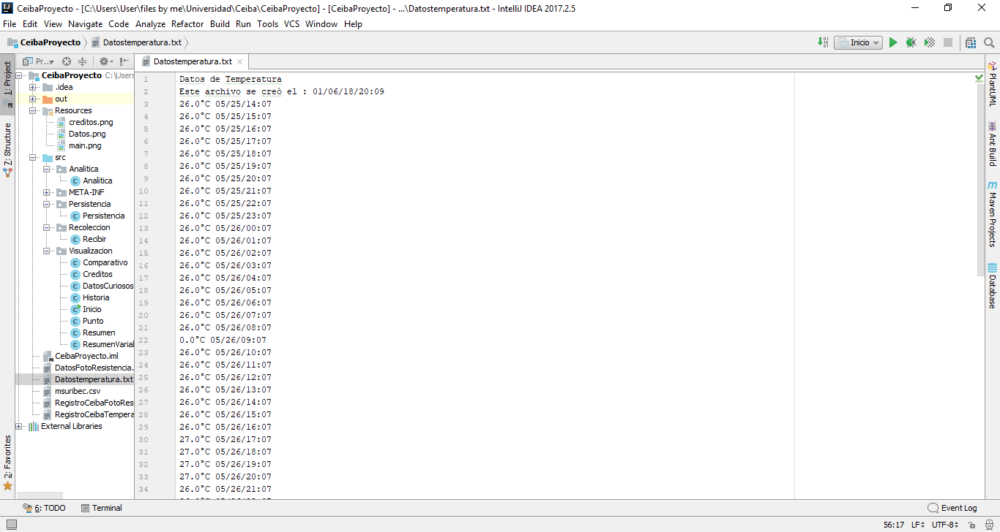 CeibaProyecto - [C:\Users\User\files by me\Universidad\Ceiba\CeibaProyecto] - [CeibaProyecto] - ...\Datostemperatura.txt - IntelliJ IDEA 2017.2.5
File Edit View Navigate Code Analyze Refactor Build Run Tools VCS Window Help
CeibaProyecto Datostemperatura.txt
Inicio
1: Project
Z: Structure
2: Favorites
Pr..
CeibaProyecto C:\Users
.idea
out
Resources
creditos.png
Datos.png
main.png
src
Analitica
Analitica
META-INF
Persistencia
Persistencia
Recoleccion
Recibir
Visualizacion
Comparativo
Creditos
DatosCuriosos
Historia
Inicio
Punto
Resumen
ResumenVarial
CeibaProyecto.iml
DatosFotoResistencia.
Datostemperatura.txt
msuribec.csv
RegistroCeibaFotoRes
RegistroCeibaTempera
External Libraries
Datostemperatura.txt
1 Datos de Temperatura
2 Este archivo se creó el : 01/06/18/20:09
3 26.0°C 05/25/14:07
4 26.0°C 05/25/15:07
5 26.0°C 05/25/16:07
6 26.0°C 05/25/17:07
7 26.0°C 05/25/18:07
8 26.0°C 05/25/19:07
9 26.0°C 05/25/20:07
10 26.0°C 05/25/21:07
11 26.0°C 05/25/22:07
12 26.0°C 05/25/23:07
13 26.0°C 05/26/00:07
14 26.0°C 05/26/01:07
15 26.0°C 05/26/02:07
16 26.0°C 05/26/03:07
17 26.0°C 05/26/04:07
18 26.0°C 05/26/05:07
19 26.0°C 05/26/06:07
20 26.0°C 05/26/07:07
21 26.0°C 05/26/08:07
22 0.0°C 05/26/09:07
23 26.0°C 05/26/10:07
24 26.0°C 05/26/11:07
25 26.0°C 05/26/12:07
26 26.0°C 05/26/13:07
27 26.0°C 05/26/14:07
28 26.0°C 05/26/15:07
29 26.0°C 05/26/16:07
30 27.0°C 05/26/17:07
31 27.0°C 05/26/18:07
32 27.0°C 05/26/19:07
33 27.0°C 05/26/20:07
34 26.0°C 05/26/21:07
PlantUML
Ant Build
Maven Projects
Database
6: TODO Terminal Event Log
56:17 LF UTF-8